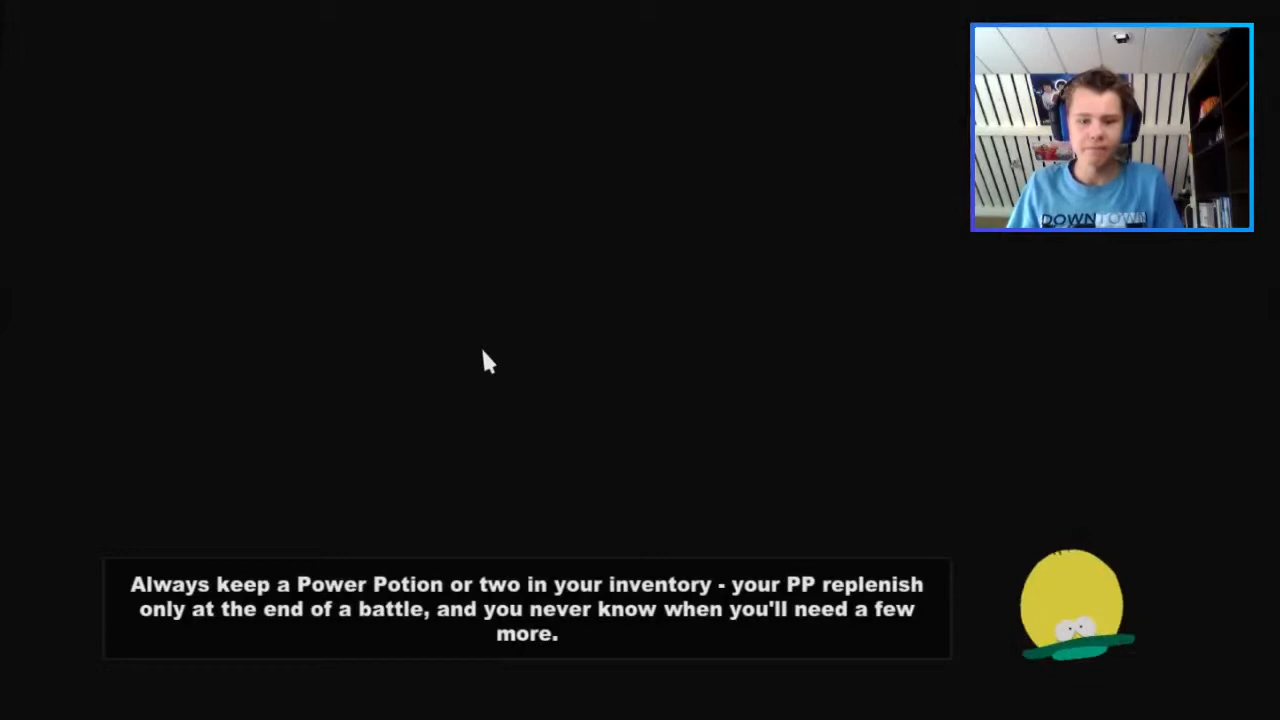 DOWNTOWN
Always keep a Power Potion or two in your inventory - your PP replenish
only at the end of a battle, and you never know when you'll need a few
more.